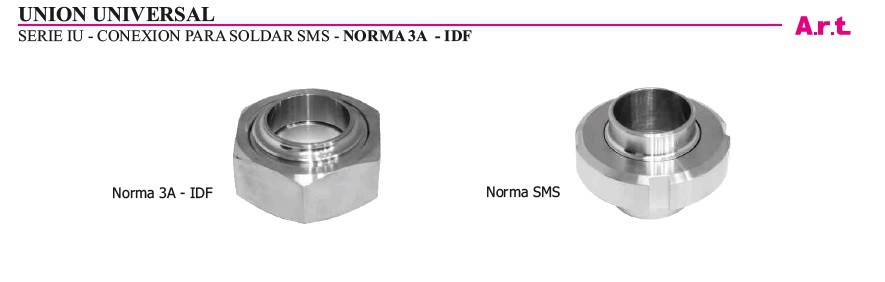 UNION UNIVERSAL
SERIE IU - CONEXION PARA SOLDAR SMS - NORMA 3A - IDF
A.r.t.
Norma 3A - IDF
Norma SMS